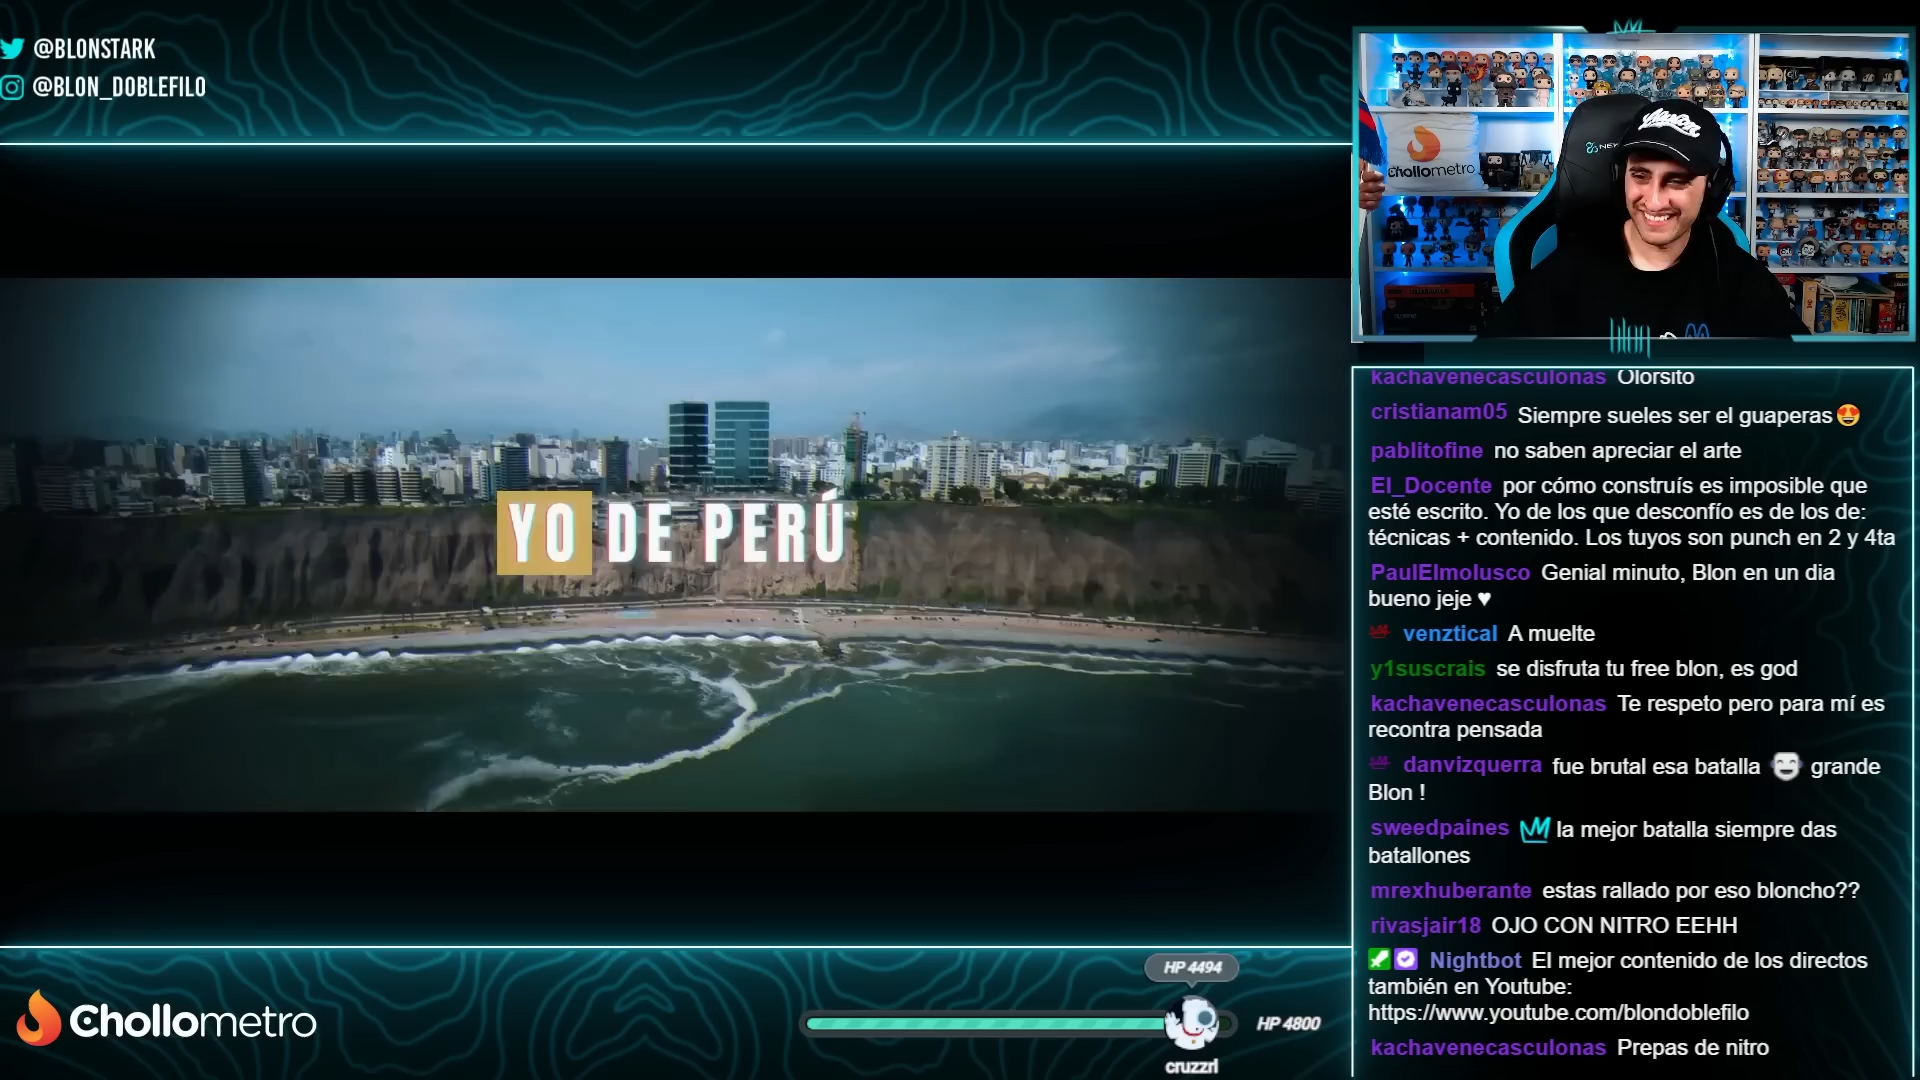 @BLONSTARK
@BLON_DOBLEFILO
YO DE PERÚ
Chollometro
HP 4494
HP 4800
cruzzrl
Chollometro
blon
kachavenecasculonas Olorsito
cristianam05 Siempre sueles ser el guaperas😍
pablitofine no saben apreciar el arte
El_Docente por cómo construís es imposible que
esté escrito. Yo de los que desconfío es de los de:
técnicas + contenido. Los tuyos son punch en 2 y 4ta
PaulElmolusco Genial minuto, Blon en un dia
bueno jeje ♥
venztical A muelte
y1suscrais se disfruta tu free blon, es god
kachavenecasculonas Te respeto pero para mí es
recontra pensada
danvizquerra fue brutal esa batalla grande
Blon !
sweedpaines la mejor batalla siempre das
batallones
mrexhuberante estas rallado por eso bloncho??
rivasjair18 OJO CON NITRO EEHH
Nightbot El mejor contenido de los directos
también en Youtube:
https://www.youtube.com/blondoblefilo
kachavenecasculonas Prepas de nitro